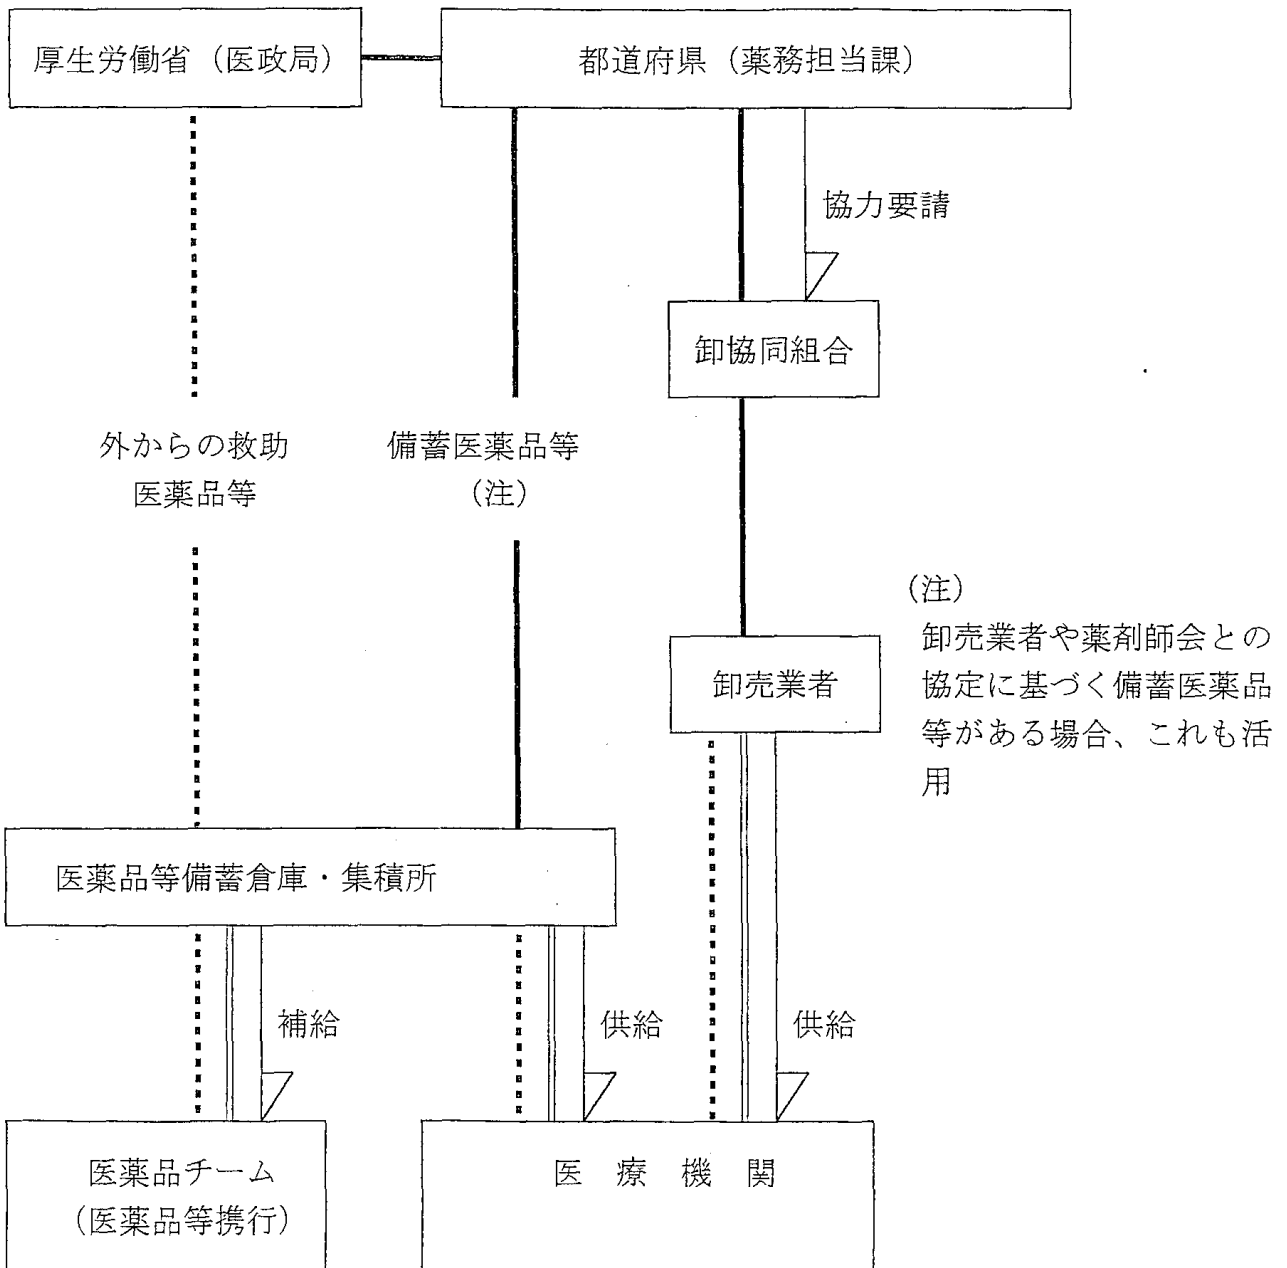 厚生労働省（医政局）
都道府県（薬務担当課）
協力要請
卸協同組合
外からの救助
医薬品等
備蓄医薬品等
（注）
（注）
卸売業者や薬剤師会との
協定に基づく備蓄医薬品
等がある場合、これも活
用
卸売業者
医薬品等備蓄倉庫・集積所
補給
供給
供給
医薬品チーム
（医薬品等携行）
医　療　機　関